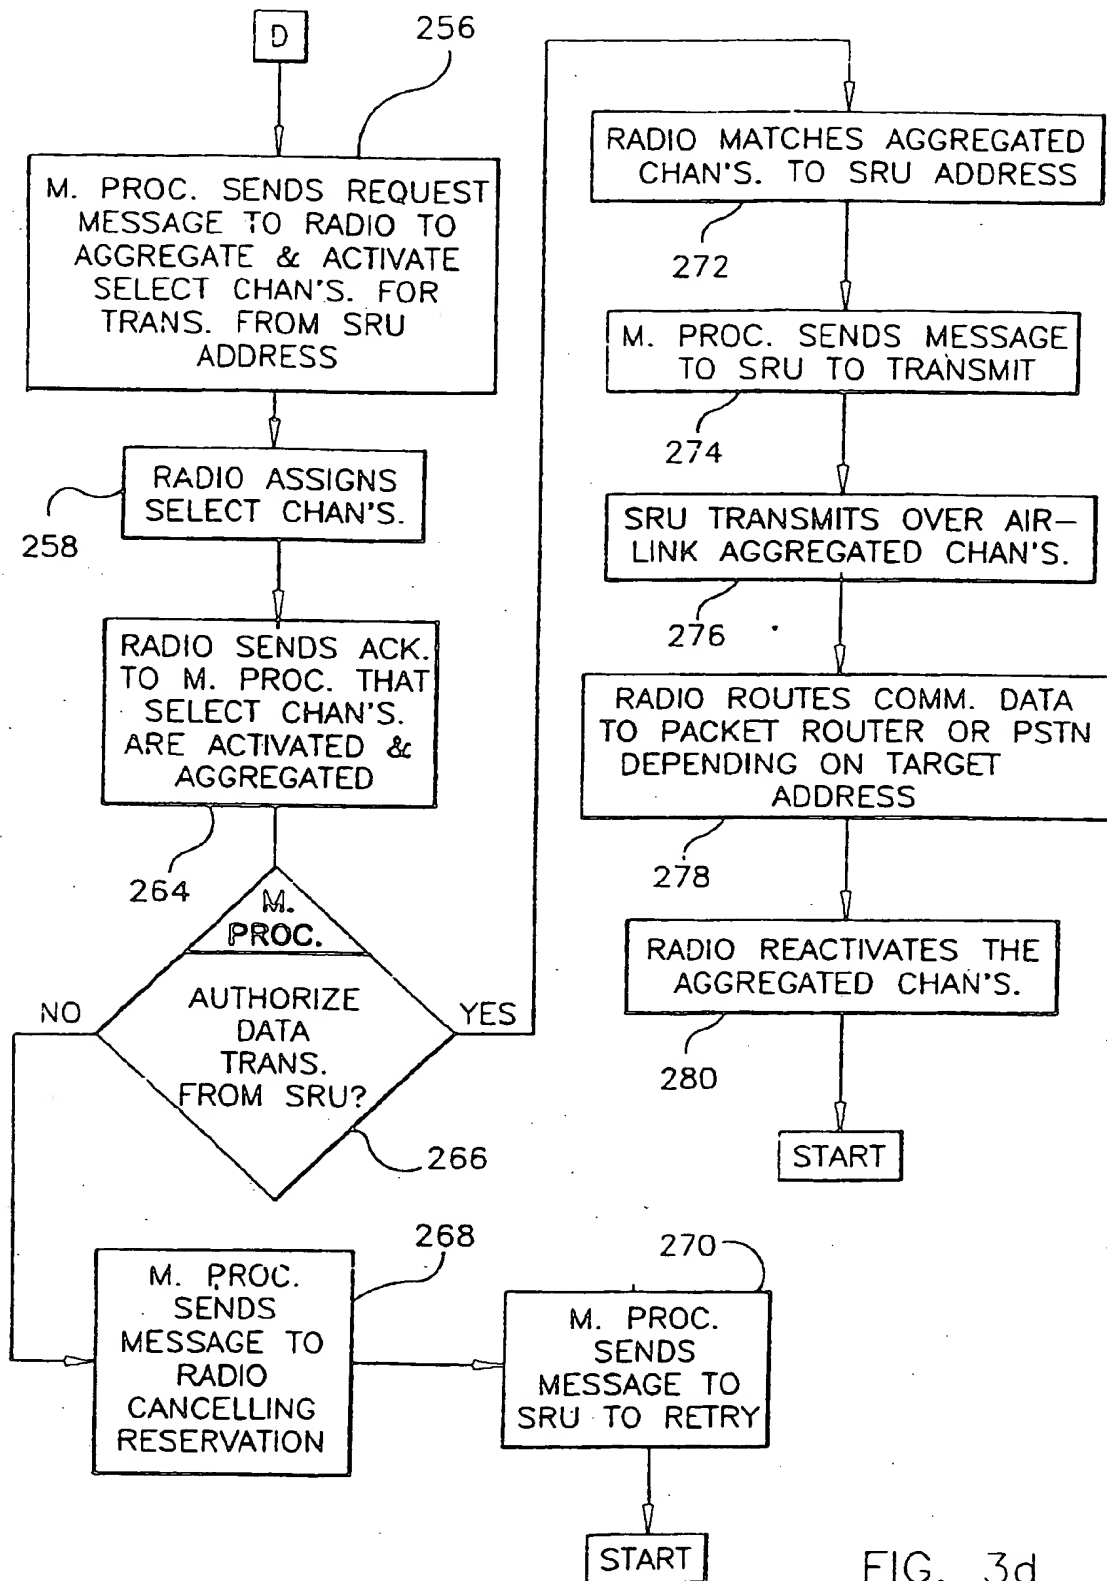 D
256
M. PROC. SENDS REQUEST
MESSAGE TO RADIO TO
AGGREGATE & ACTIVATE
SELECT CHAN'S. FOR
TRANS. FROM SRU
ADDRESS
RADIO ASSIGNS
SELECT CHAN'S.
258
RADIO SENDS ACK.
TO M. PROC. THAT
SELECT CHAN'S.
ARE ACTIVATED &
AGGREGATED
264
M.
PROC.
AUTHORIZE
DATA
TRANS.
FROM SRU?
NO
YES
266
268
M. PROC.
SENDS
MESSAGE TO
RADIO
CANCELLING
RESERVATION
270
M. PROC.
SENDS
MESSAGE TO
SRU TO RETRY
START
RADIO MATCHES AGGREGATED
CHAN'S. TO SRU ADDRESS
272
M. PROC. SENDS MESSAGE
TO SRU TO TRANSMIT
274
SRU TRANSMITS OVER AIR-
LINK AGGREGATED CHAN'S.
276
RADIO ROUTES COMM. DATA
TO PACKET ROUTER OR PSTN
DEPENDING ON TARGET
ADDRESS
278
RADIO REACTIVATES THE
AGGREGATED CHAN'S.
280
START
FIG. 3d